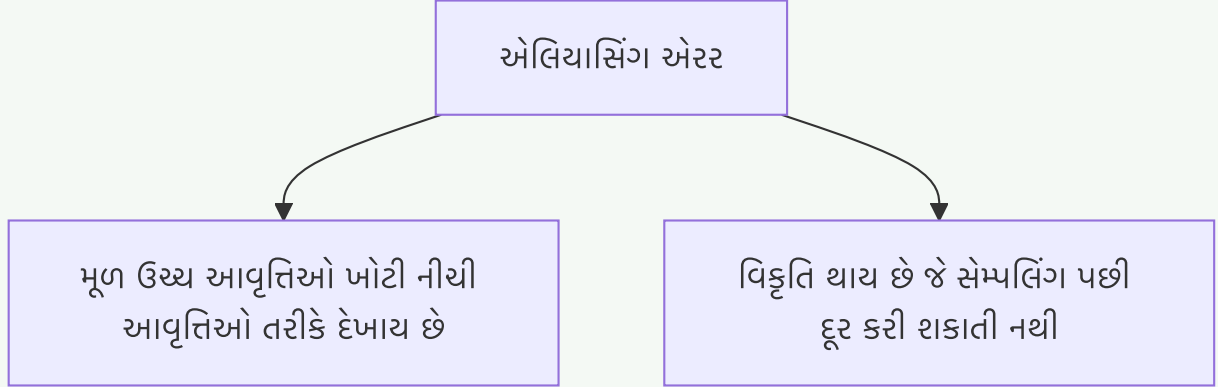 એલિયાસિંગ એરર
મૂળ ઉચ્ચ આવૃત્તિઓ ખોટી નીચી
આવૃત્તિઓ તરીકે દેખાય છે
વિકૃતિ થાય છે જે સેમ્પલિંગ પછી
દૂર કરી શકાતી નથી